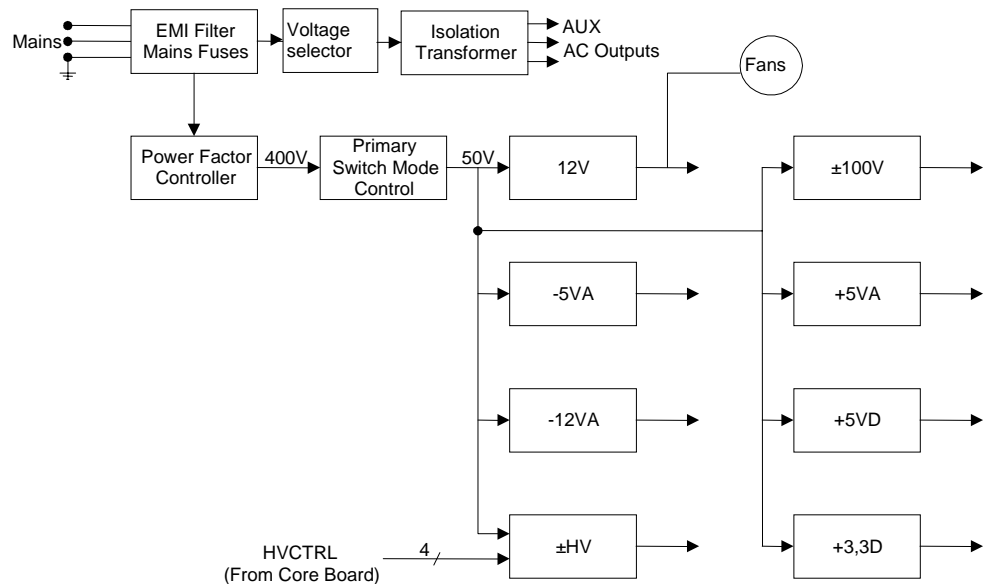 Mains
EMI Filter
Mains Fuses
Voltage
selector
Isolation
Transformer
AUX
AC Outputs
Fans
Power Factor
Controller
400V
Primary
Switch Mode
Control
50V
12V
±100V
-5VA
+5VA
-12VA
+5VD
HVCTRL
(From Core Board)
4
±HV
+3,3D